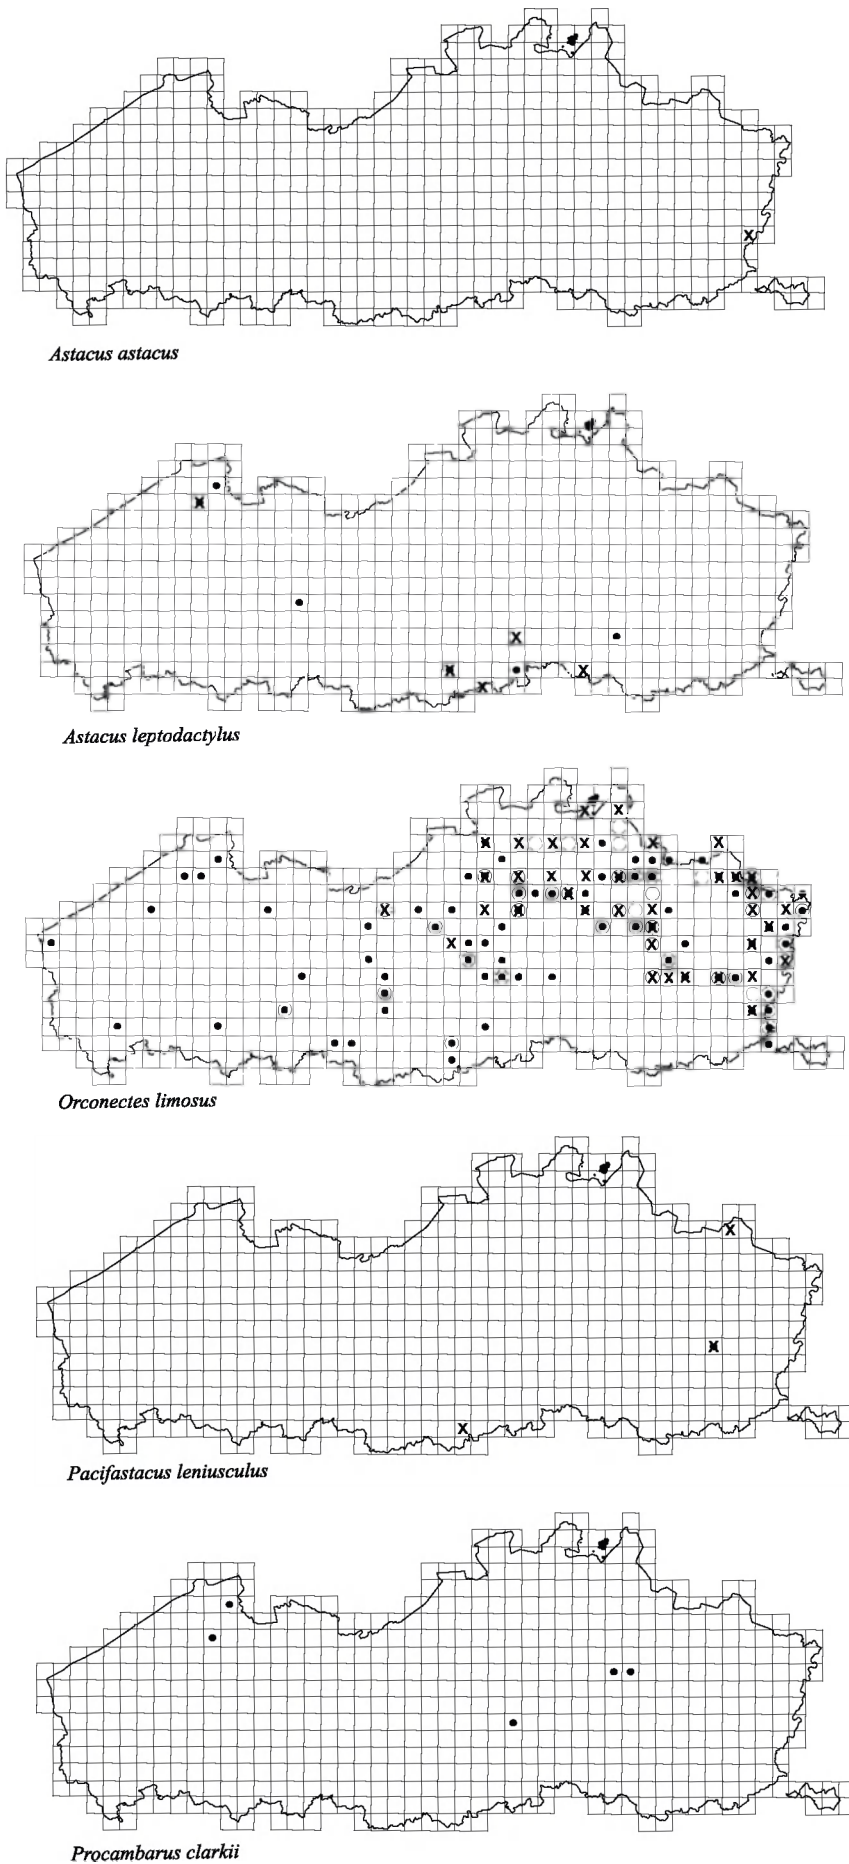 Astacus astacus
Astacus leptodactylus
Orconectes limosus
Pacifastacus leniusculus
Procambarus clarkii